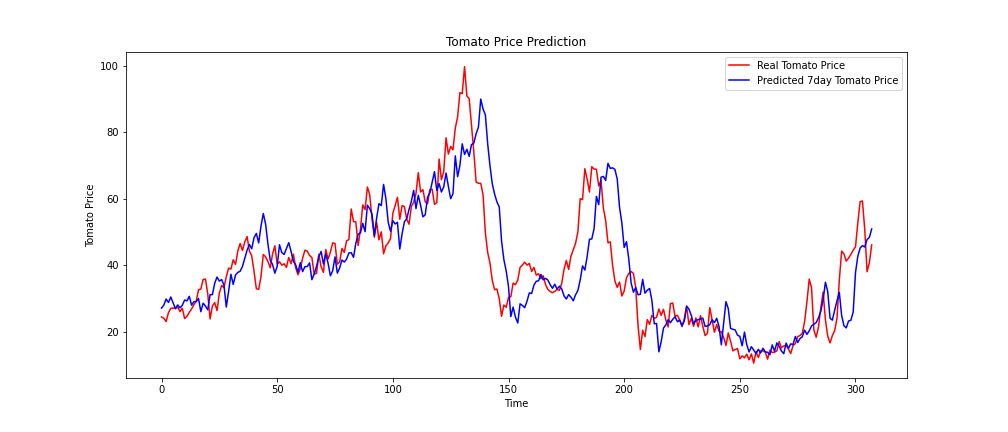 Tomato Price Prediction
Real Tomato Price
Predicted 7day Tomato Price
Tomato Price
100
80
60
40
20
0
50
100
150
200
250
300
Time